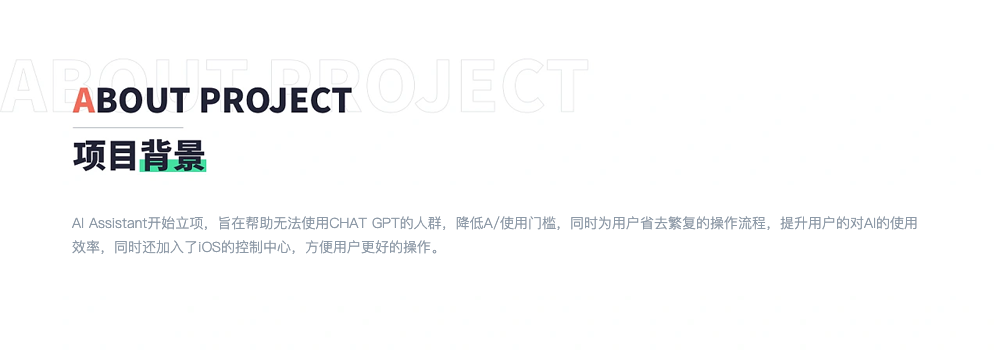 ABOUT PROJECT
ABOUT PROJECT
项目背景
AI Assistant开始立项，旨在帮助无法使用CHAT GPT的人群，降低A/使用门槛，同时为用户省去繁复的操作流程，提升用户的对AI的使用
效率，同时还加入了iOS的控制中心，方便用户更好的操作。